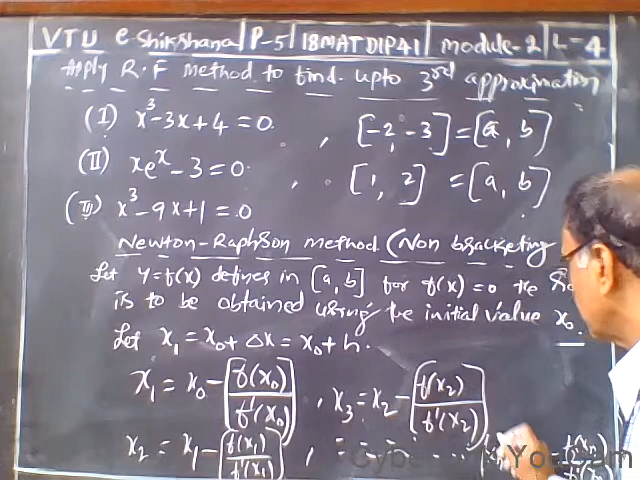 VTU e-Shikshana | P-5 | 18MATDIP41 | module-2 | L-4
Apply R.F method to find upto 3rd approximation
(I) x³-3x+4=0. , [-2,-3] = [a, b]
(II) xeˣ-3=0. , [1, 2] = [a, b]
(III) x³-9x+1=0
Newton-Raphson method (Non bracketing
Let y=f(x) defines in [a, b] for f(x)=0 the
is to be obtained using the initial value x₀.
Let x₁ = x₀+Δx = x₀+h.
x₁ = x₀ - [f(x₀)/f'(x₀)] , x₃ = x₂ - [f(x₂)/f'(x₂)]
x₂ = x₁ - [f(x₁)/f'(x₁)] ,
CyberLink YouCam